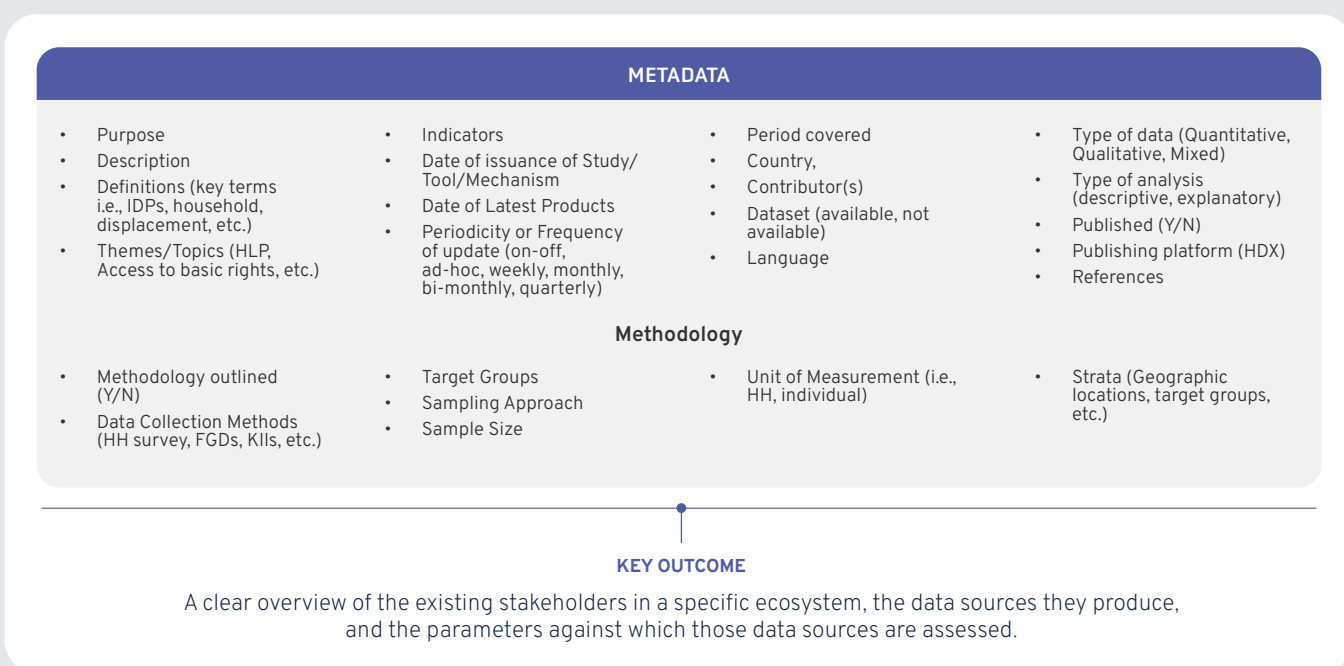 METADATA
• Purpose
• Description
• Definitions (key terms
i.e., IDPs, household,
displacement, etc.)
• Themes/Topics (HLP,
Access to basic rights, etc.)
• Indicators
• Date of issuance of Study/
Tool/Mechanism
• Date of Latest Products
• Periodicity or Frequency
of update (on-off,
ad-hoc, weekly, monthly,
bi-monthly, quarterly)
• Period covered
• Country,
• Contributor(s)
• Dataset (available, not
available)
• Language
• Type of data (Quantitative,
Qualitative, Mixed)
• Type of analysis
(descriptive, explanatory)
• Published (Y/N)
• Publishing platform (HDX)
• References
Methodology
• Methodology outlined
(Y/N)
• Data Collection Methods
(HH survey, FGDs, KIIs, etc.)
• Target Groups
• Sampling Approach
• Sample Size
• Unit of Measurement (i.e.,
HH, individual)
• Strata (Geographic
locations, target groups,
etc.)
KEY OUTCOME
A clear overview of the existing stakeholders in a specific ecosystem, the data sources they produce,
and the parameters against which those data sources are assessed.